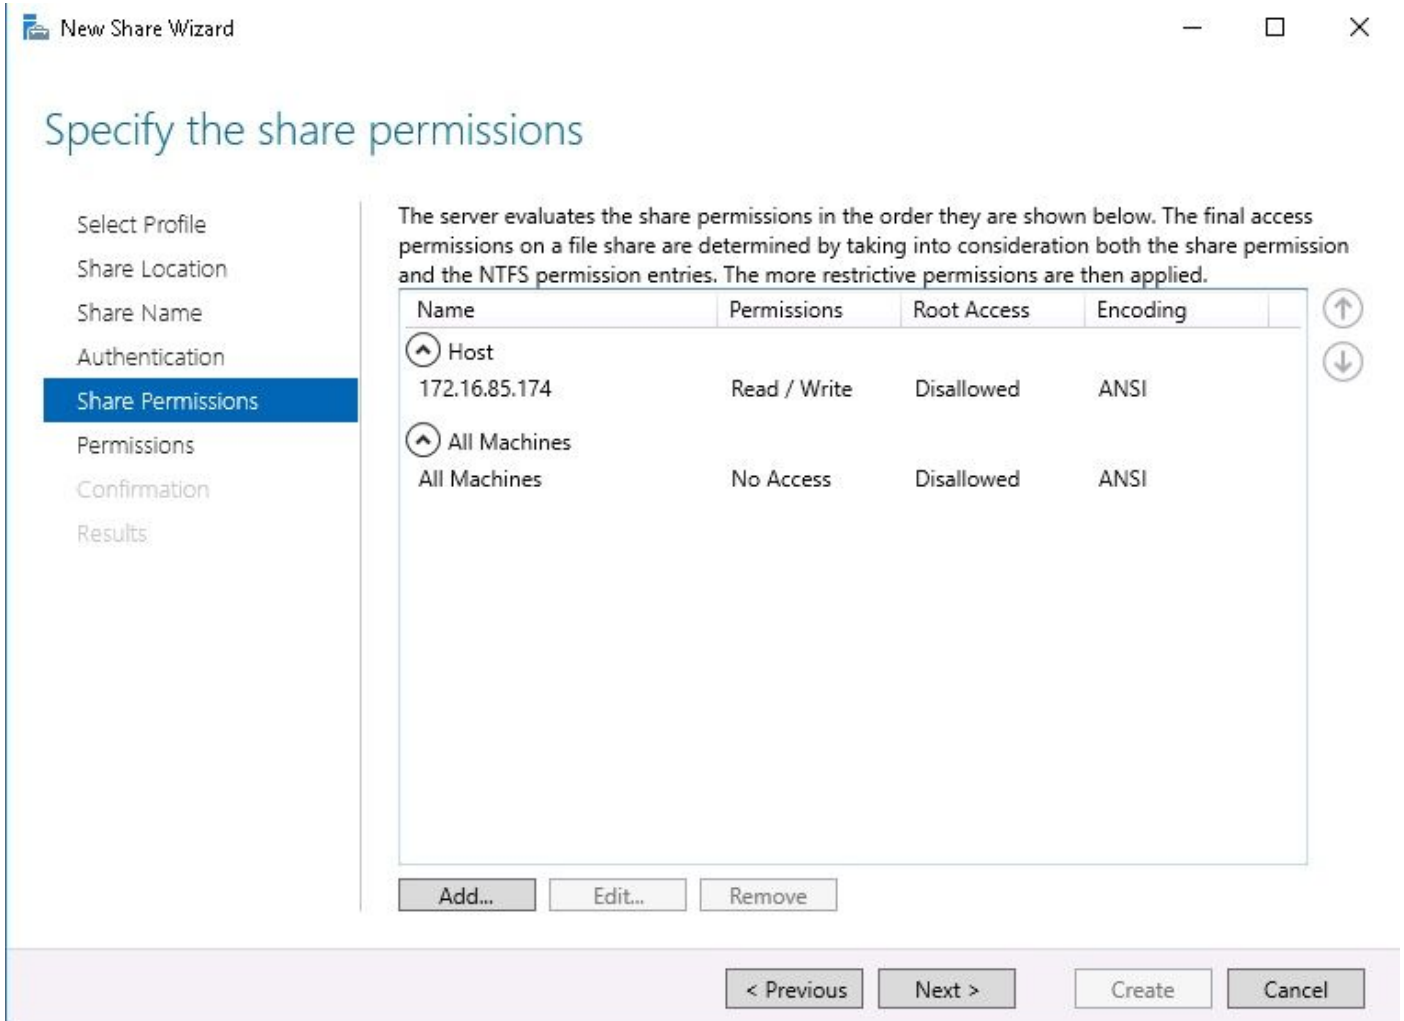 New Share Wizard
Specify the share permissions
Select Profile
Share Location
Share Name
Authentication
Share Permissions
Permissions
Confirmation
Results
The server evaluates the share permissions in the order they are shown below. The final access
permissions on a file share are determined by taking into consideration both the share permission
and the NTFS permission entries. The more restrictive permissions are then applied.
Name Permissions Root Access Encoding
Host
172.16.85.174 Read / Write Disallowed ANSI
All Machines
All Machines No Access Disallowed ANSI
Add... Edit... Remove
< Previous Next > Create Cancel